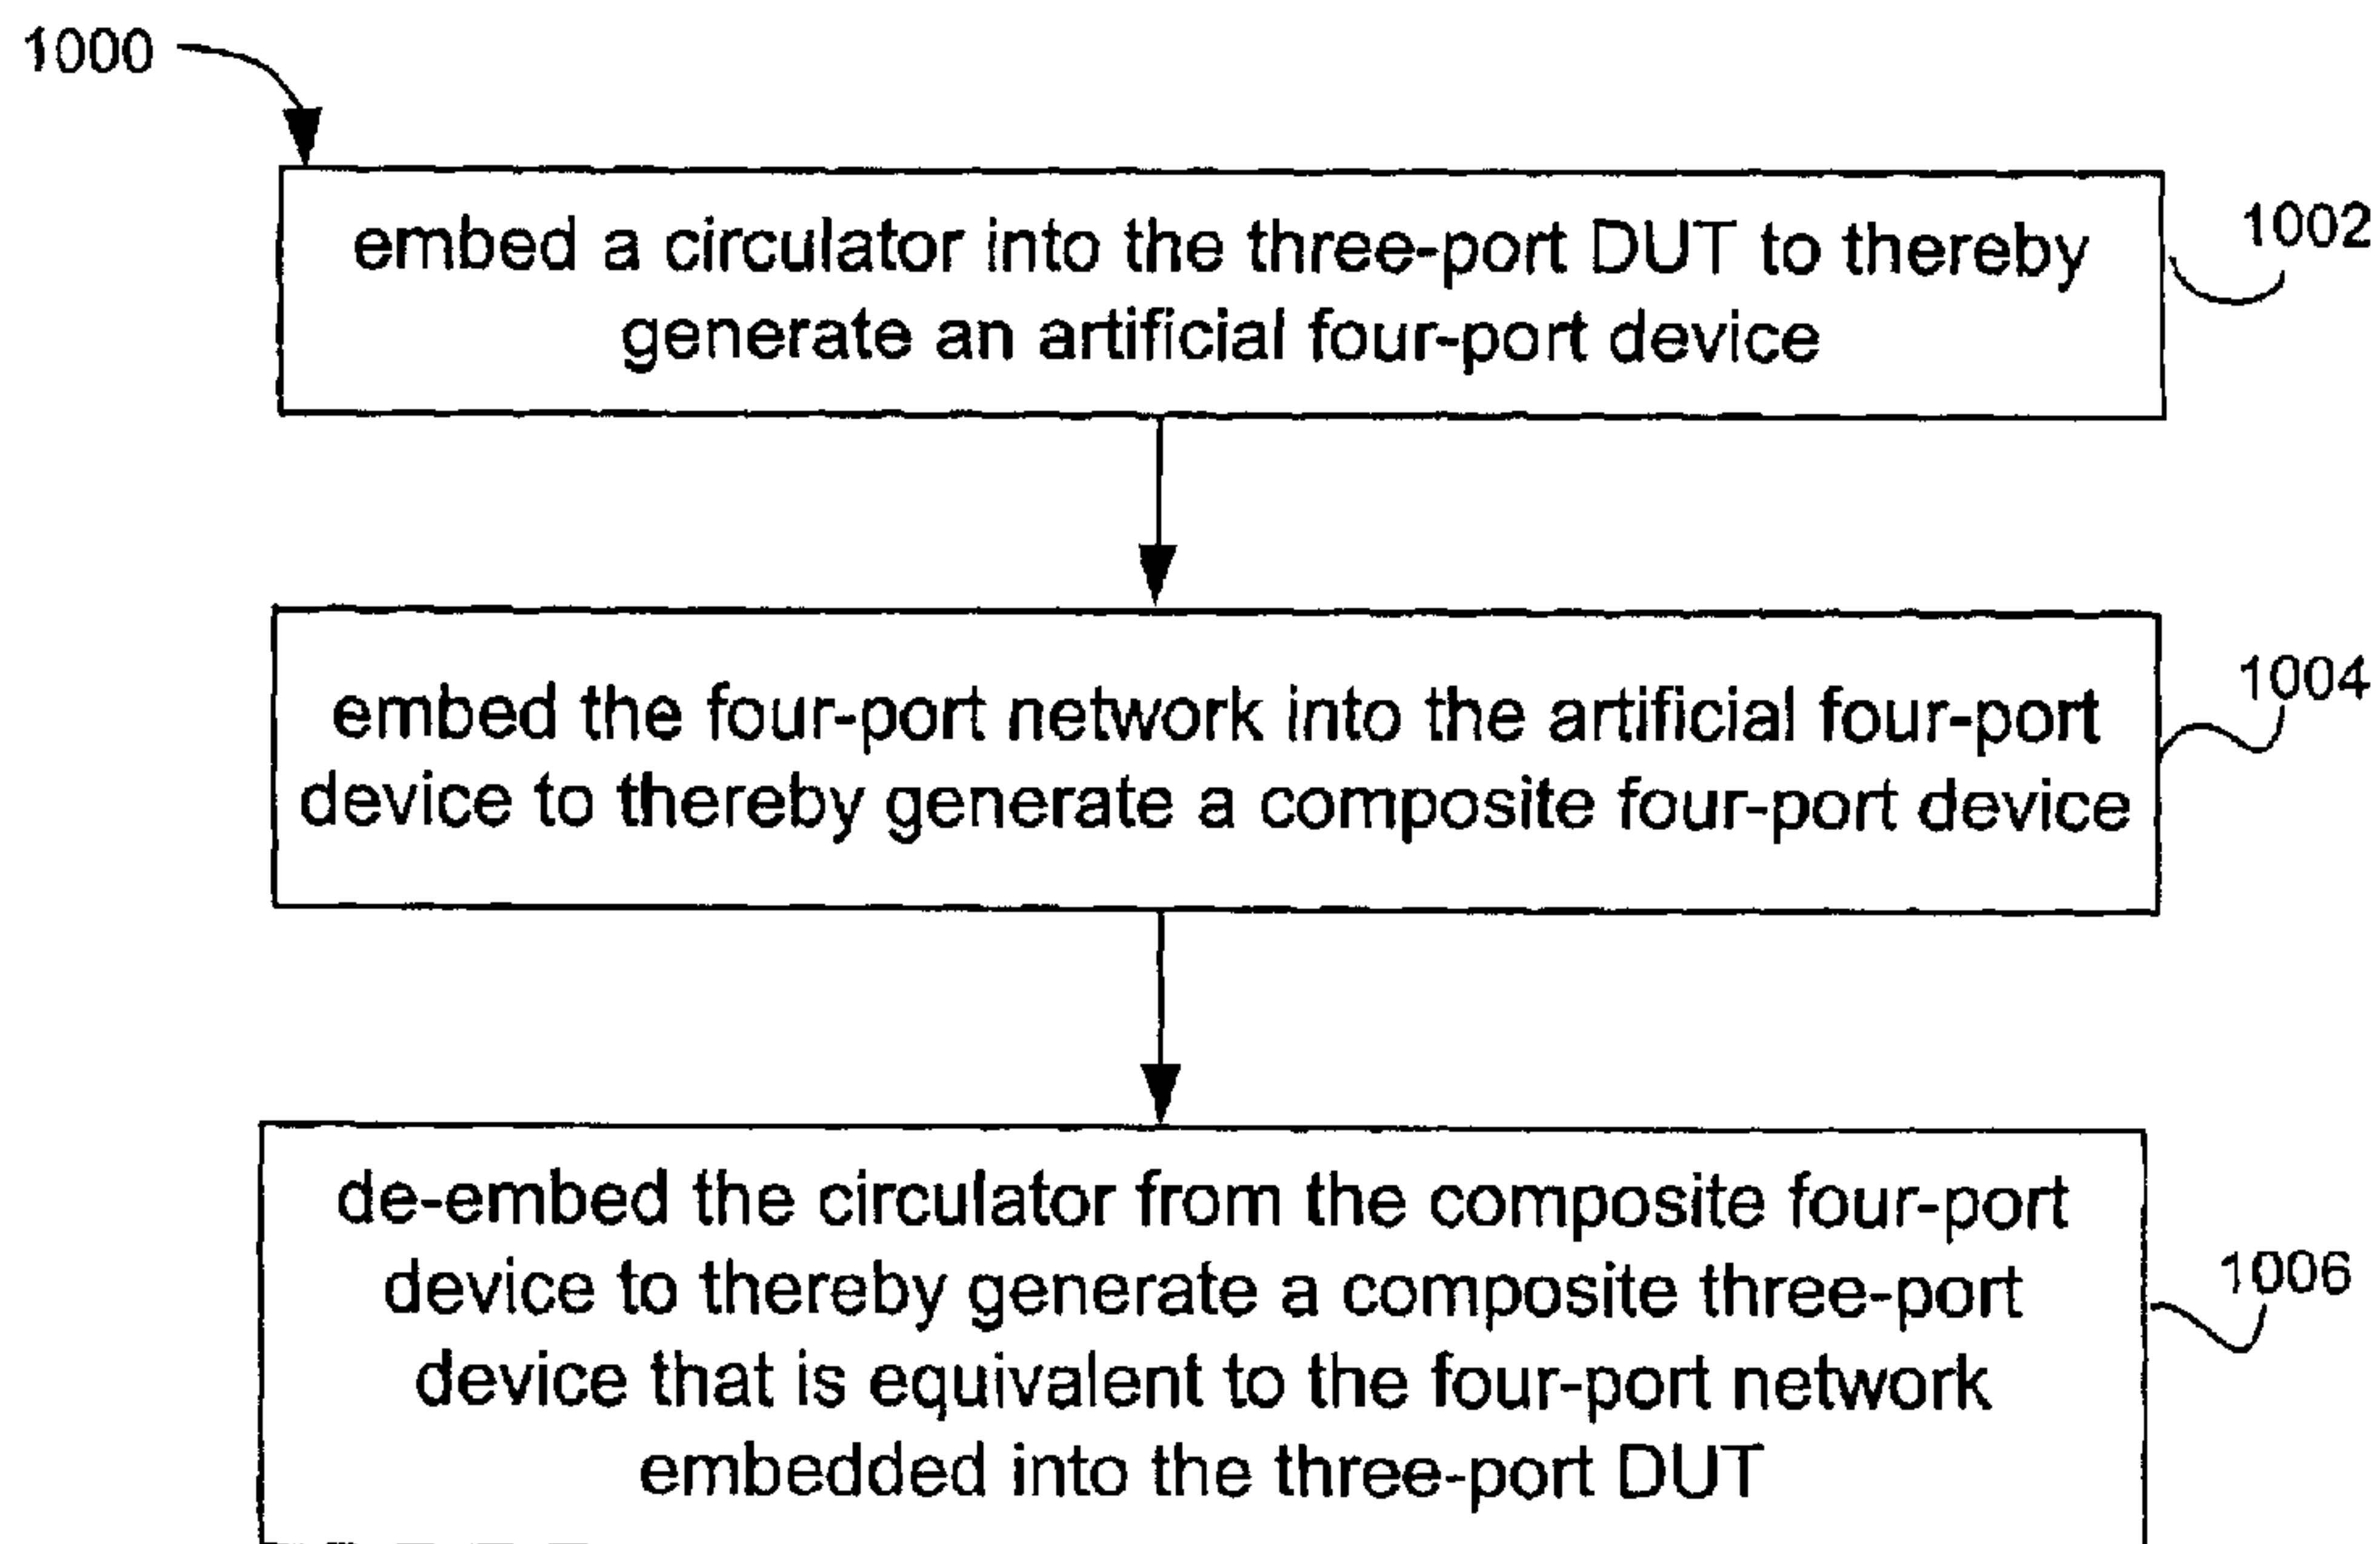 1000
embed a circulator into the three-port DUT to thereby
generate an artificial four-port device
1002
embed the four-port network into the artificial four-port
device to thereby generate a composite four-port device
1004
de-embed the circulator from the composite four-port
device to thereby generate a composite three-port
device that is equivalent to the four-port network
embedded into the three-port DUT
1006